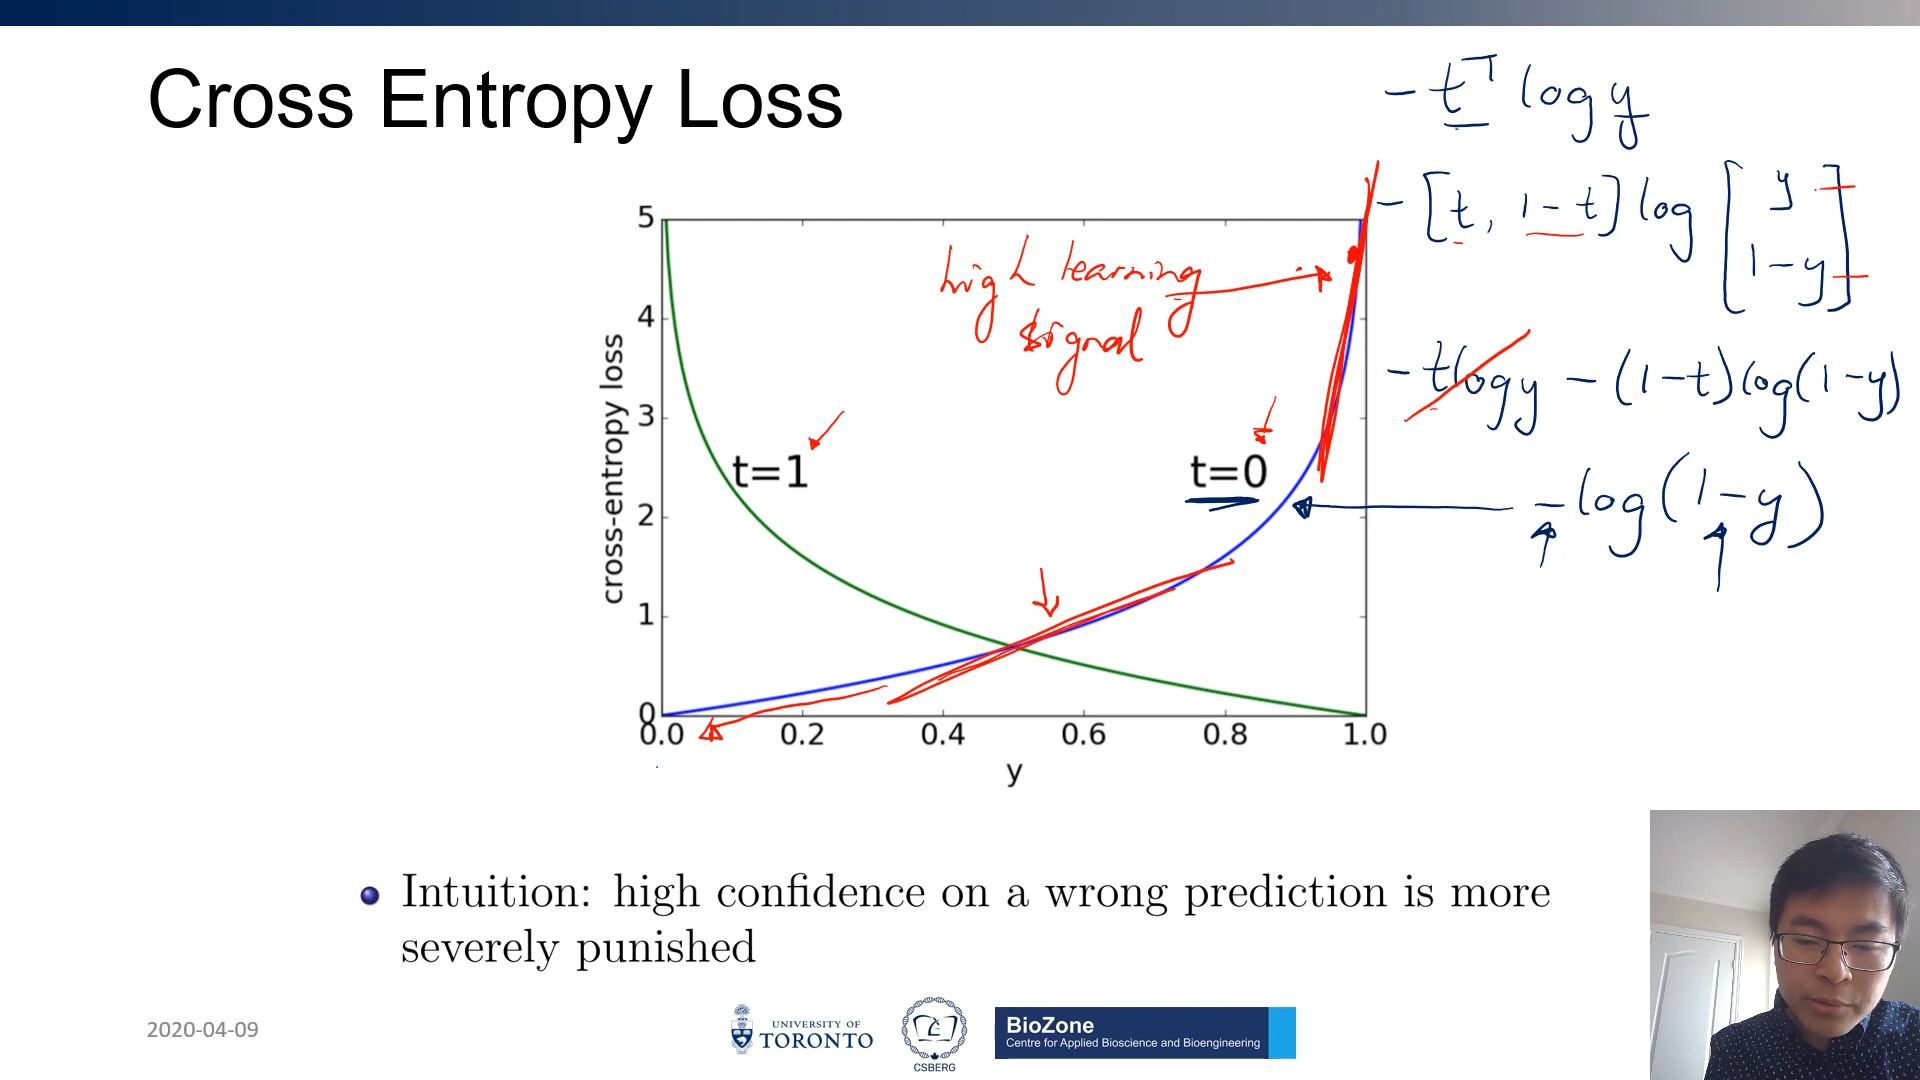 Cross Entropy Loss
- tᵀ log y
- [t, 1 - t] log [y
1 - y]
- t log y - (1 - t) log (1 - y)
- log (1 - y)
high learning
signal
cross-entropy loss
5
4
3
2
1
0
t=1
t=0
0.0 0.2 0.4 0.6 0.8 1.0
y
Intuition: high confidence on a wrong prediction is more
severely punished
2020-04-09
UNIVERSITY OF
TORONTO
CSBERG
BioZone
Centre for Applied Bioscience and Bioengineering